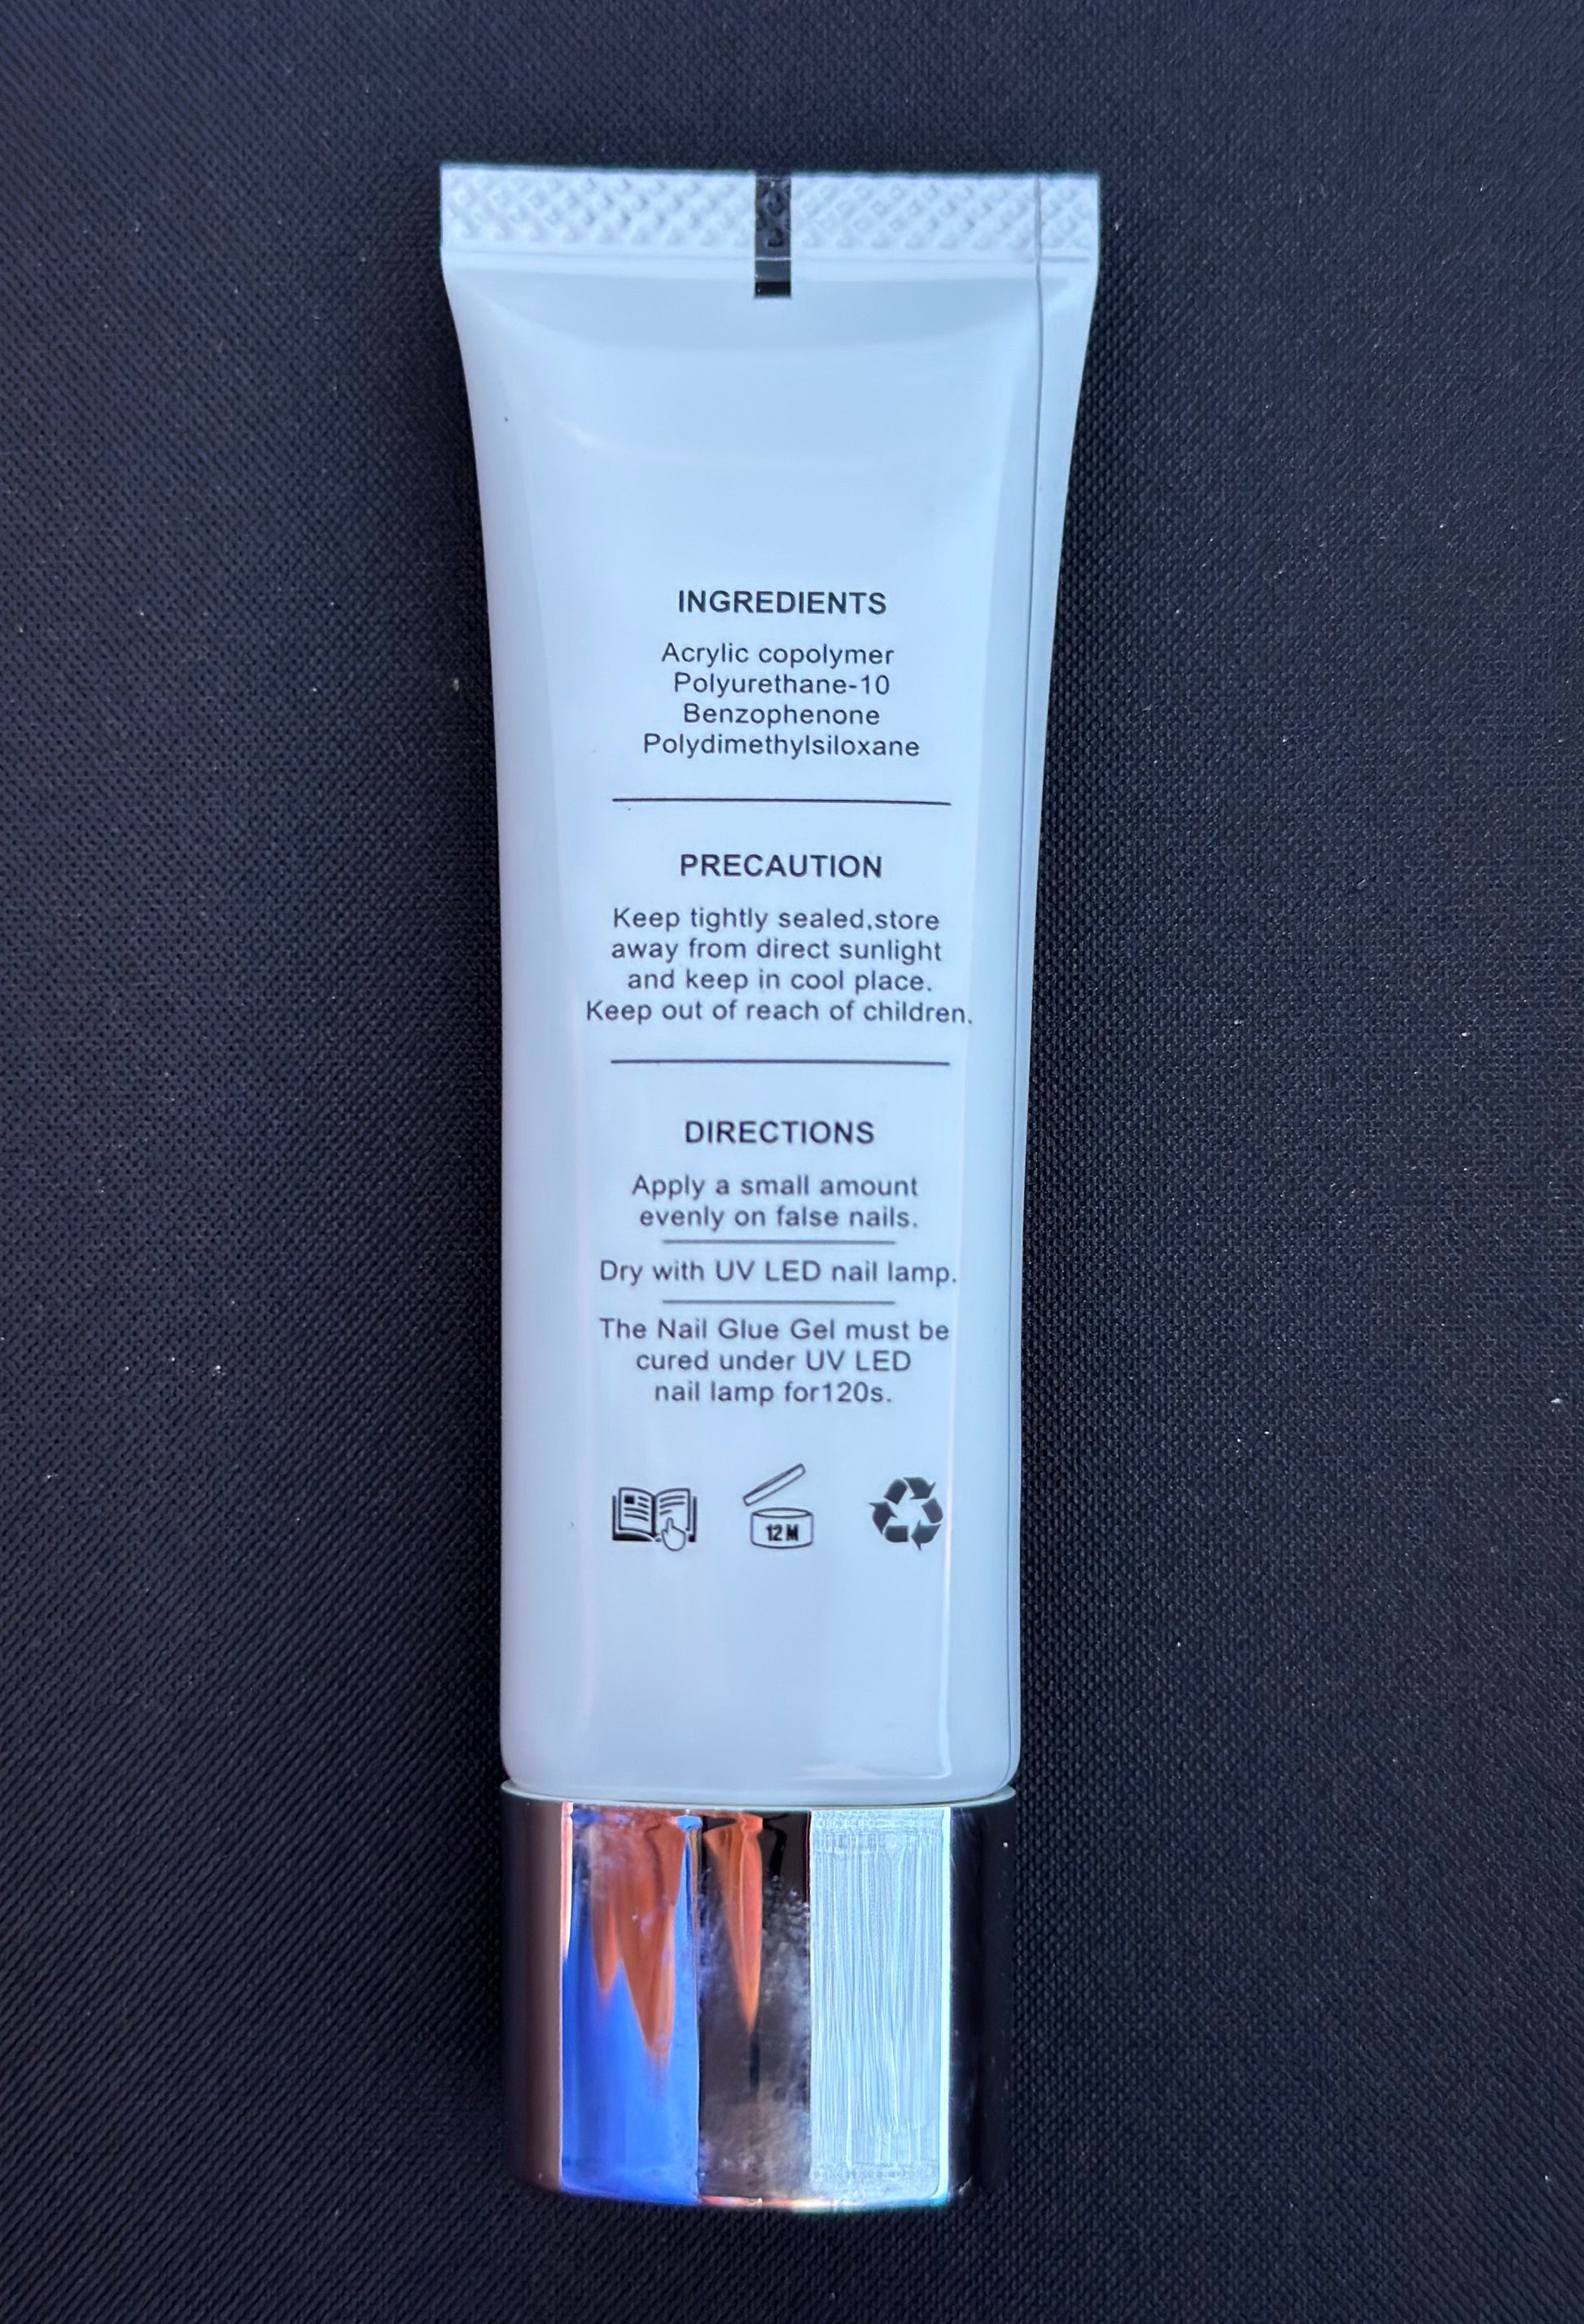 INGREDIENTS
Acrylic copolymer
Polyurethane-10
Benzophenone
Polydimethylsiloxane
PRECAUTION
Keep tightly sealed,store
away from direct sunlight
and keep in cool place.
Keep out of reach of children.
DIRECTIONS
Apply a small amount
evenly on false nails.
Dry with UV LED nail lamp.
The Nail Glue Gel must be
cured under UV LED
nail lamp for120s.
12M